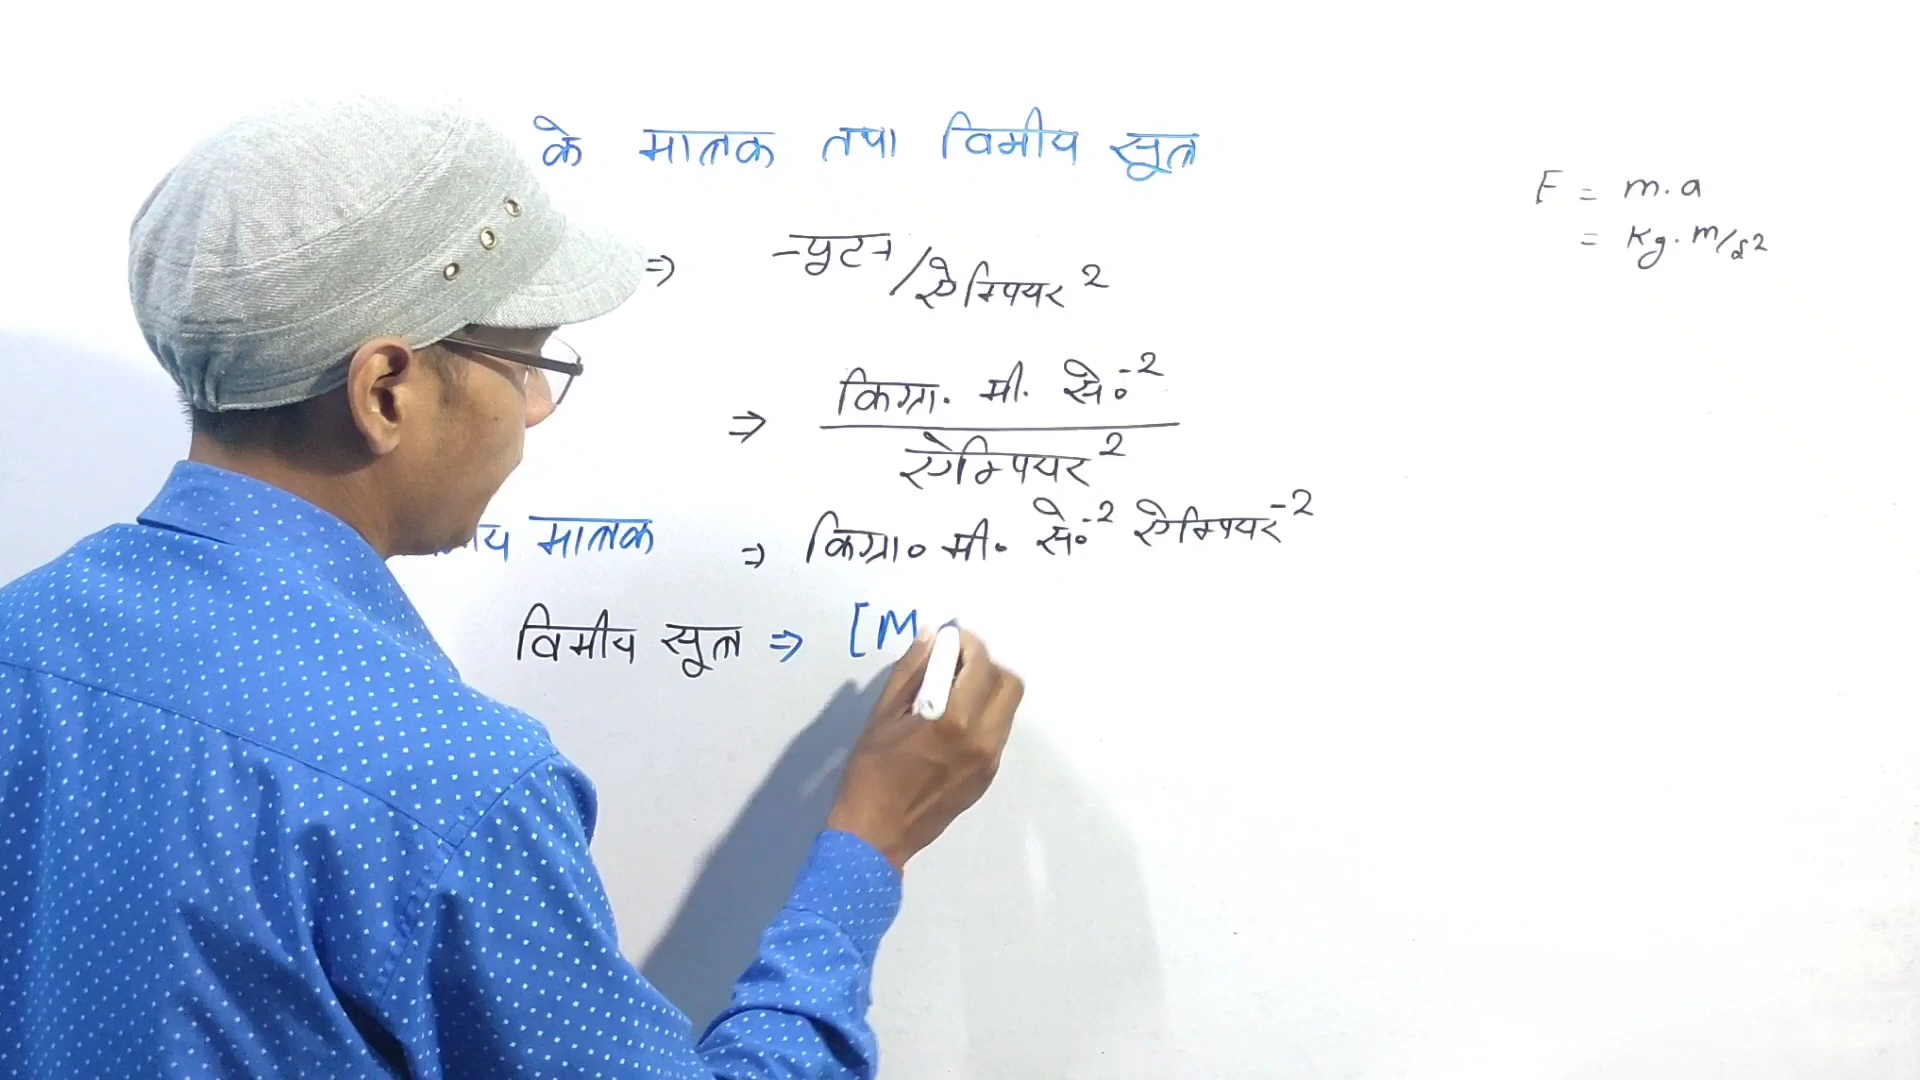 के मात्रक तथा विमीय सूत्र
F = m.a
= Kg. m/s²
⇒ न्यूटन/ऐम्पियर²
⇒ किग्रा. मी. से॰⁻²
ऐम्पियर²
मात्रक ⇒ किग्रा॰ मी॰ से॰⁻² ऐम्पियर⁻²
विमीय सूत्र ⇒ [M